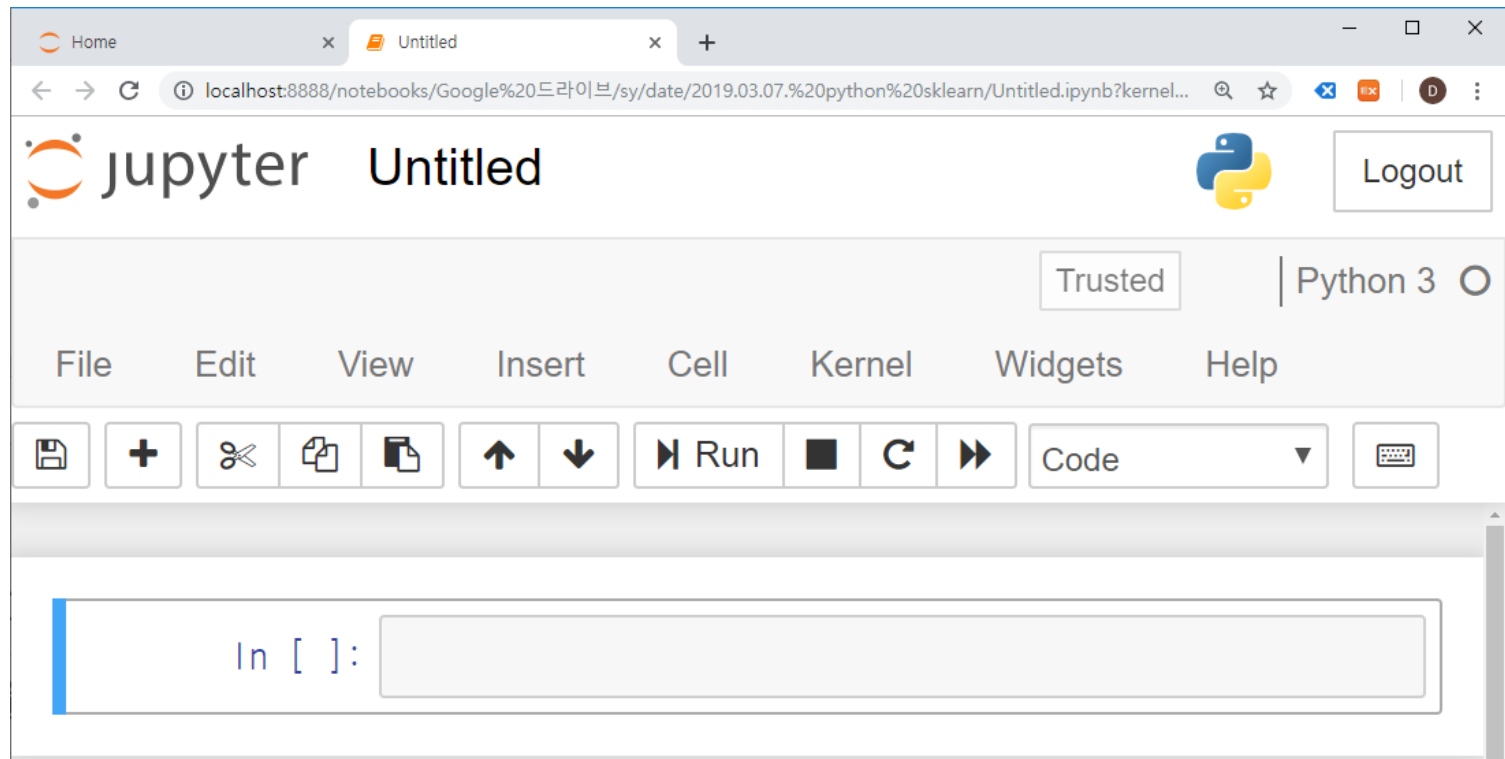 Home
Untitled
localhost:8888/notebooks/Google%20드라이브/sy/date/2019.03.07.%20python%20sklearn/Untitled.ipynb?kernel...
D
jupyter Untitled
Logout
Trusted
Python 3
File Edit View Insert Cell Kernel Widgets Help
Run
Code
In [ ]: